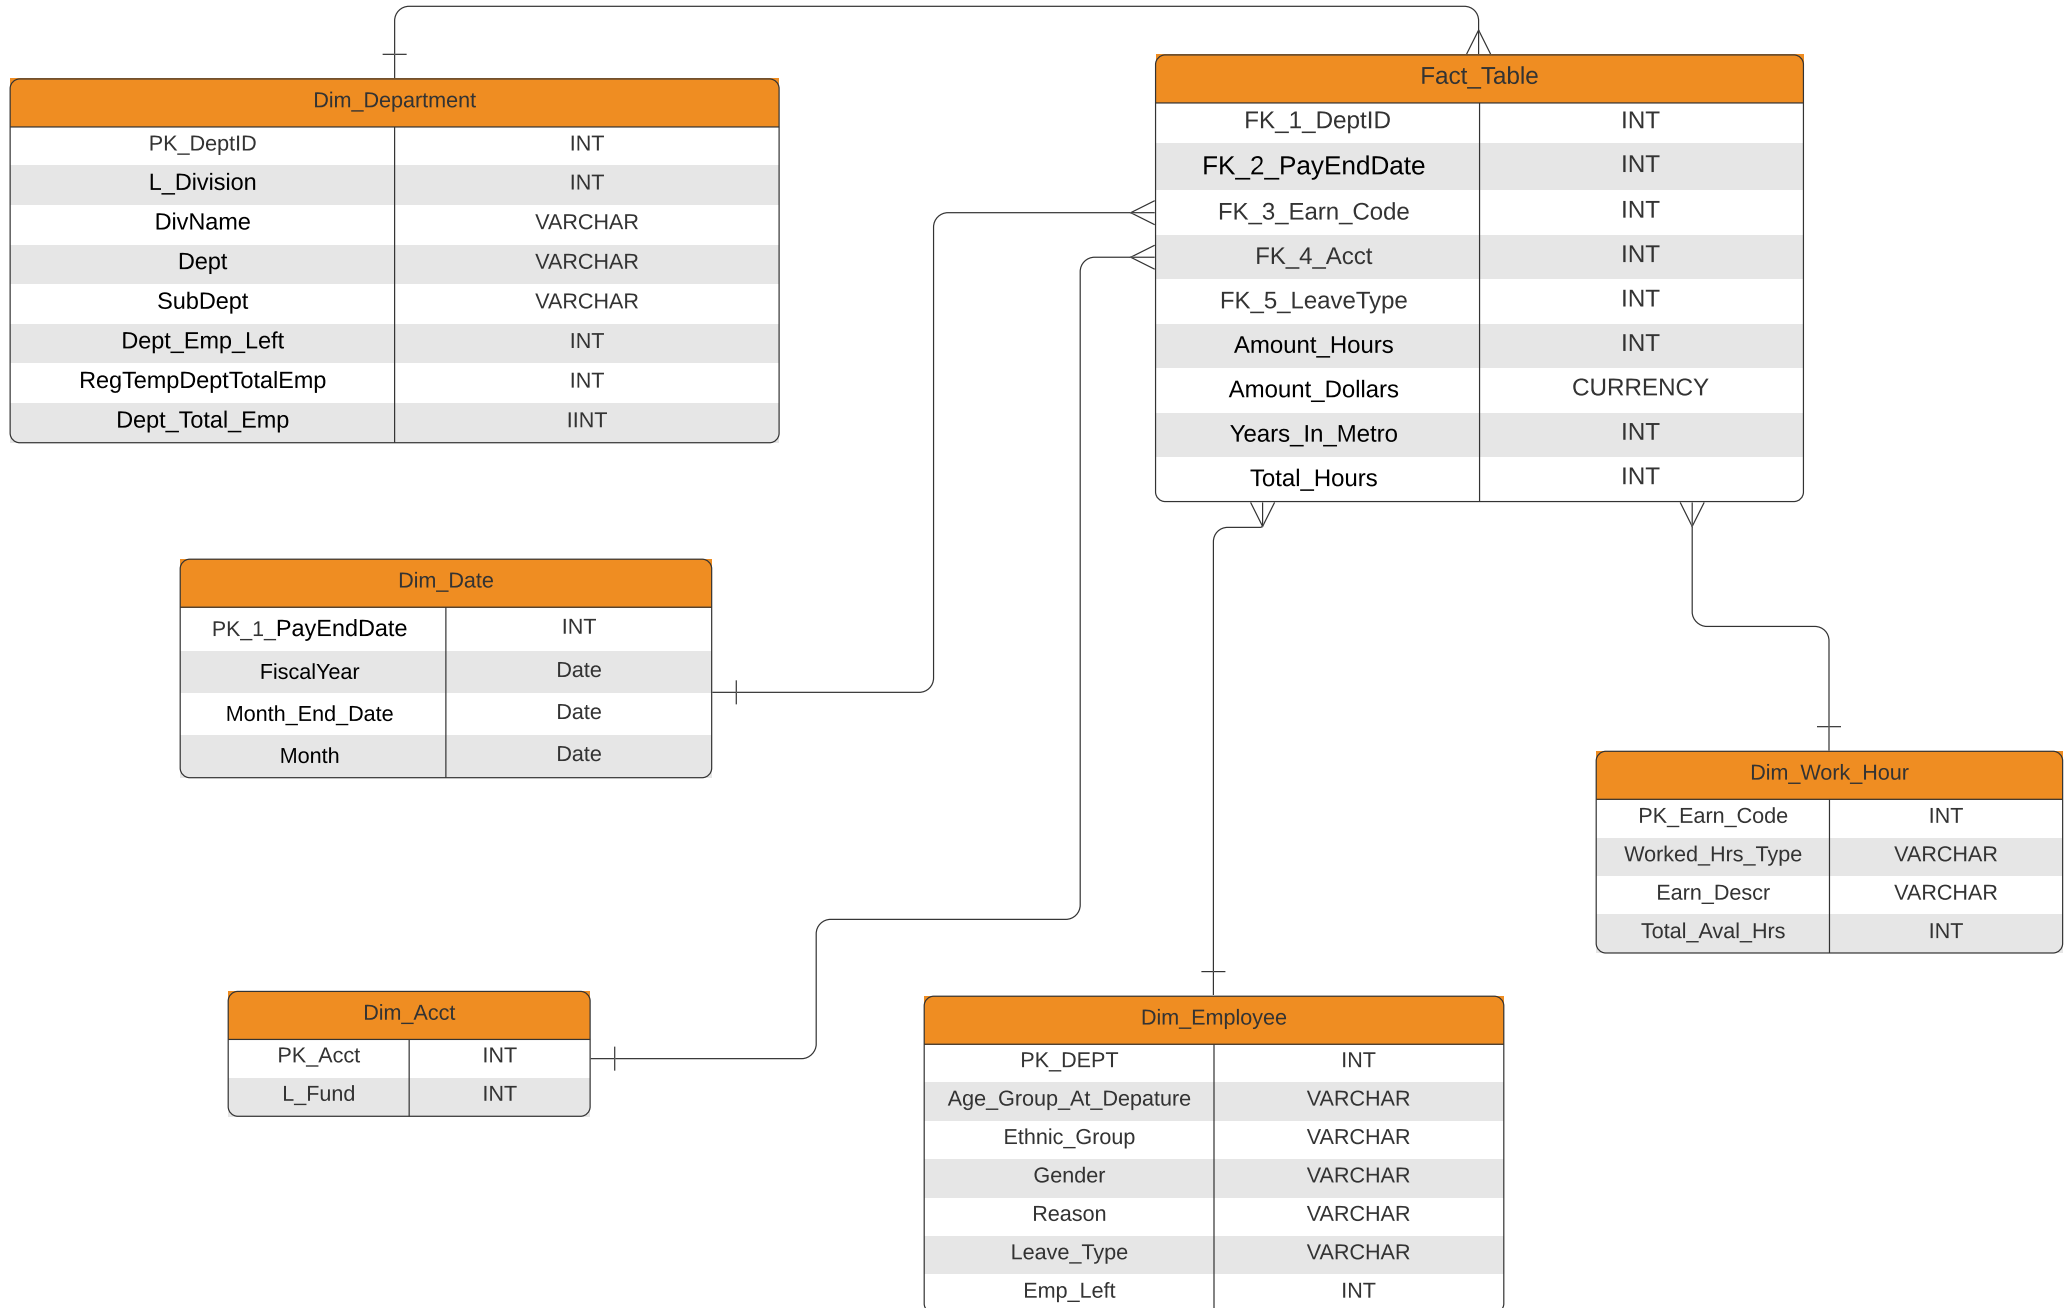 Dim_Department
PK_DeptID INT
L_Division INT
DivName VARCHAR
Dept VARCHAR
SubDept VARCHAR
Dept_Emp_Left INT
RegTempDeptTotalEmp INT
Dept_Total_Emp IINT
Fact_Table
FK_1_DeptID INT
FK_2_PayEndDate INT
FK_3_Earn_Code INT
FK_4_Acct INT
FK_5_LeaveType INT
Amount_Hours INT
Amount_Dollars CURRENCY
Years_In_Metro INT
Total_Hours INT
Dim_Date
PK_1_PayEndDate INT
FiscalYear Date
Month_End_Date Date
Month Date
Dim_Work_Hour
PK_Earn_Code INT
Worked_Hrs_Type VARCHAR
Earn_Descr VARCHAR
Total_Aval_Hrs INT
Dim_Acct
PK_Acct INT
L_Fund INT
Dim_Employee
PK_DEPT INT
Age_Group_At_Depature VARCHAR
Ethnic_Group VARCHAR
Gender VARCHAR
Reason VARCHAR
Leave_Type VARCHAR
Emp_Left INT